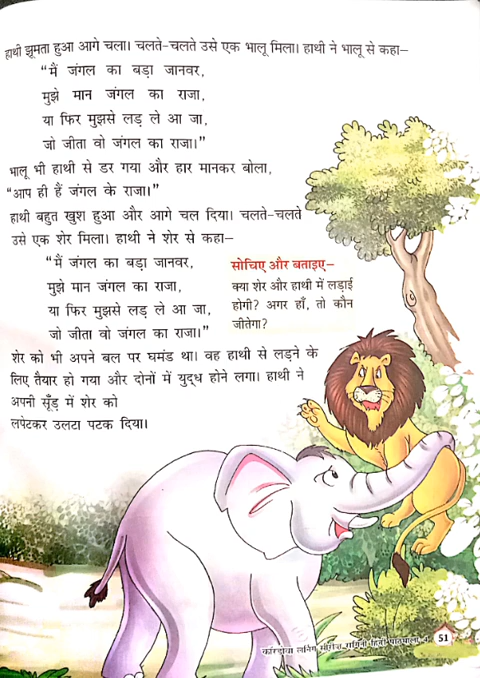 हाथी झूमता हुआ आगे चला। चलते-चलते उसे एक भालू मिला। हाथी ने भालू से कहा–
“मैं जंगल का बड़ा जानवर,
मुझे मान जंगल का राजा,
या फिर मुझसे लड़ ले आ जा,
जो जीता वो जंगल का राजा।”
भालू भी हाथी से डर गया और हार मानकर बोला,
“आप ही हैं जंगल के राजा।”
हाथी बहुत खुश हुआ और आगे चल दिया। चलते-चलते
उसे एक शेर मिला। हाथी ने शेर से कहा–
“मैं जंगल का बड़ा जानवर,
मुझे मान जंगल का राजा,
या फिर मुझसे लड़ ले आ जा,
जो जीता वो जंगल का राजा।”
सोचिए और बताइए–
क्या शेर और हाथी में लड़ाई
होगी? अगर हाँ, तो कौन
जीतेगा?
शेर को भी अपने बल पर घमंड था। वह हाथी से लड़ने के
लिए तैयार हो गया और दोनों में युद्ध होने लगा। हाथी ने
अपनी सूँड़ में शेर को
लपेटकर उलटा पटक दिया।
लर्निंग सीरीज़ रागिनी हिंदी पाठमाला 51